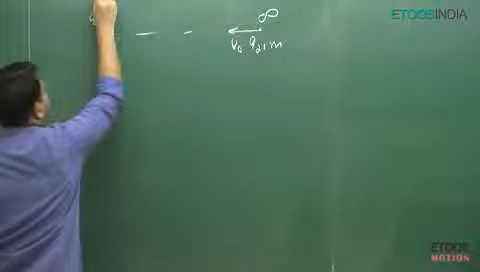 ETOOSINDIA
∞
v₀ q₂, m
ETOOS
MOTION